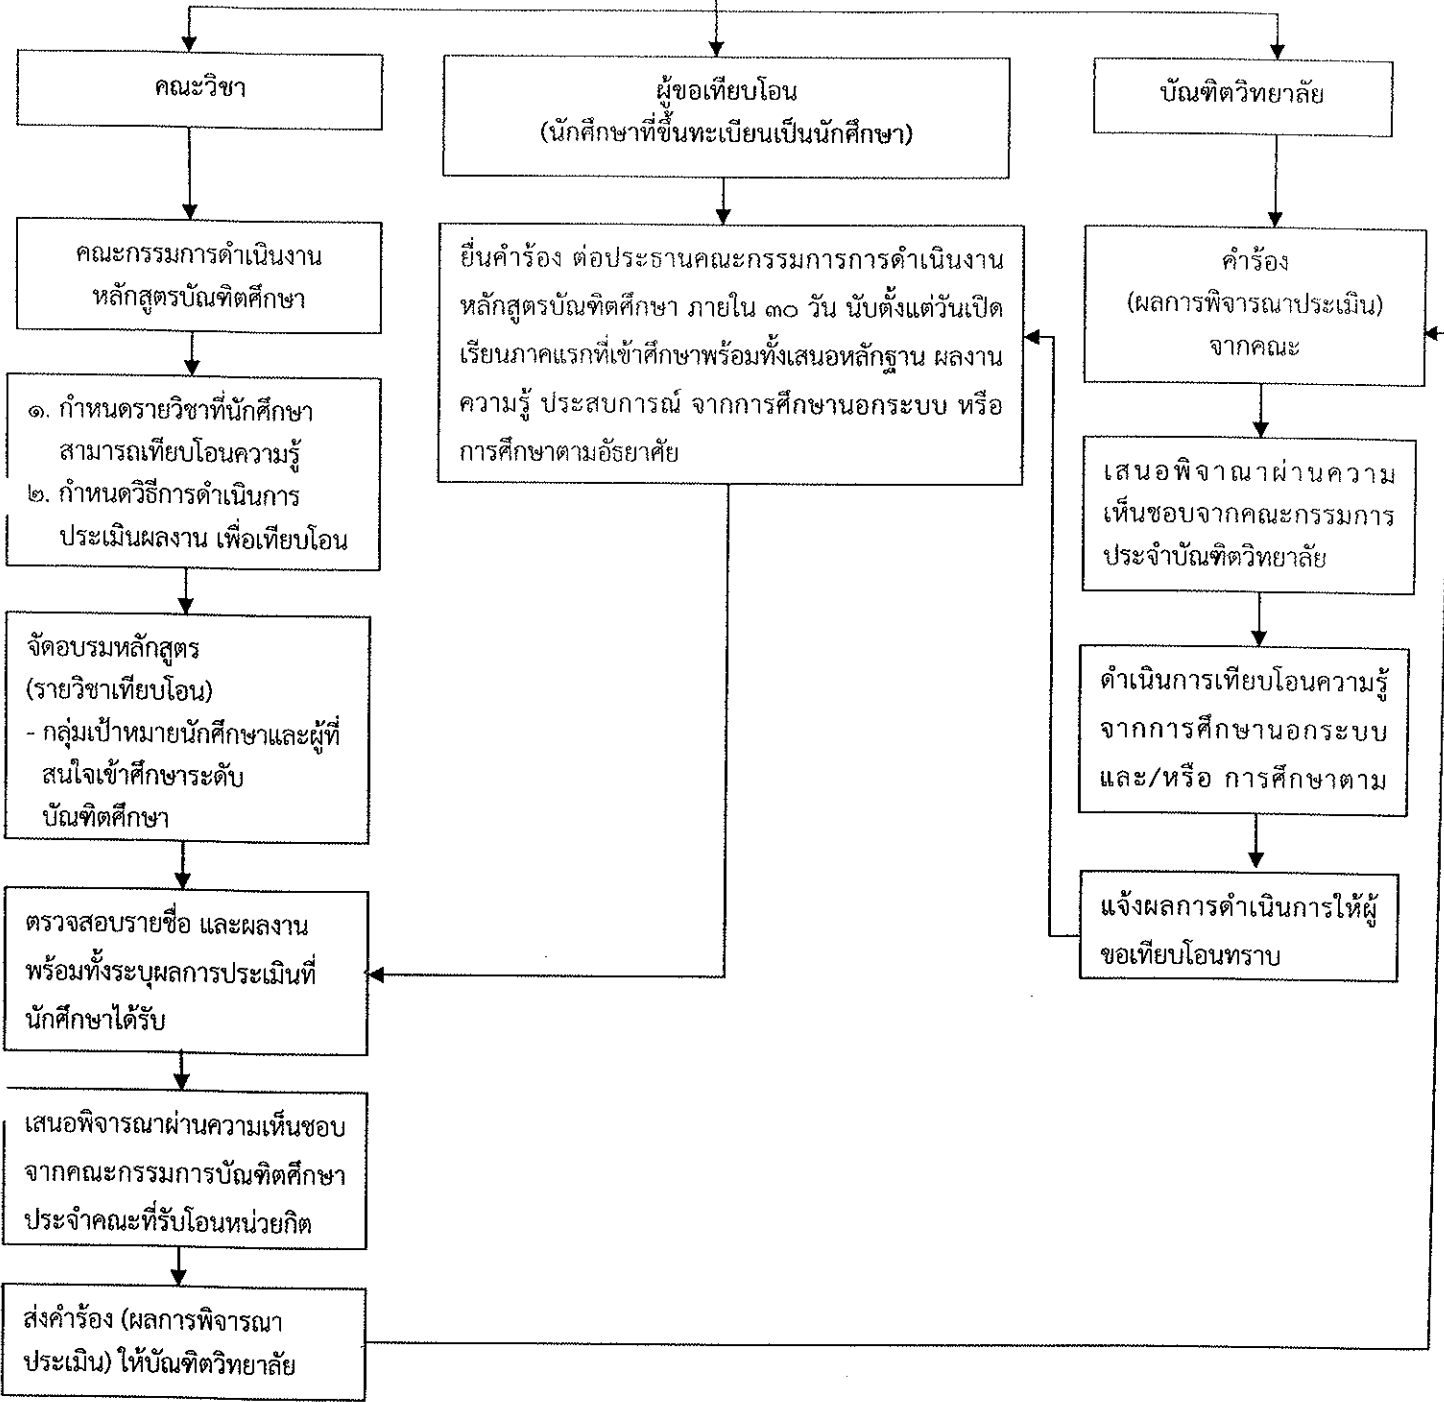 คณะวิชา
คณะกรรมการดำเนินงาน
หลักสูตรบัณฑิตศึกษา
๑. กำหนดรายวิชาที่นักศึกษา
สามารถเทียบโอนความรู้
๒. กำหนดวิธีการดำเนินการ
ประเมินผลงาน เพื่อเทียบโอน
จัดอบรมหลักสูตร
(รายวิชาเทียบโอน)
- กลุ่มเป้าหมายนักศึกษาและผู้ที่
สนใจเข้าศึกษาระดับ
บัณฑิตศึกษา
ตรวจสอบรายชื่อ และผลงาน
พร้อมทั้งระบุผลการประเมินที่
นักศึกษาได้รับ
เสนอพิจารณาผ่านความเห็นชอบ
จากคณะกรรมการบัณฑิตศึกษา
ประจำคณะที่รับโอนหน่วยกิต
ส่งคำร้อง (ผลการพิจารณา
ประเมิน) ให้บัณฑิตวิทยาลัย
ผู้ขอเทียบโอน
(นักศึกษาที่ขึ้นทะเบียนเป็นนักศึกษา)
ยื่นคำร้อง ต่อประธานคณะกรรมการการดำเนินงาน
หลักสูตรบัณฑิตศึกษา ภายใน ๓๐ วัน นับตั้งแต่วันเปิด
เรียนภาคแรกที่เข้าศึกษาพร้อมทั้งเสนอหลักฐาน ผลงาน
ความรู้ ประสบการณ์ จากการศึกษานอกระบบ หรือ
การศึกษาตามอัธยาศัย
บัณฑิตวิทยาลัย
คำร้อง
(ผลการพิจารณาประเมิน)
จากคณะ
เสนอพิจาณาผ่านความ
เห็นชอบจากคณะกรรมการ
ประจำบัณฑิตวิทยาลัย
ดำเนินการเทียบโอนความรู้
จากการศึกษานอกระบบ
และ/หรือ การศึกษาตาม
แจ้งผลการดำเนินการให้ผู้
ขอเทียบโอนทราบ